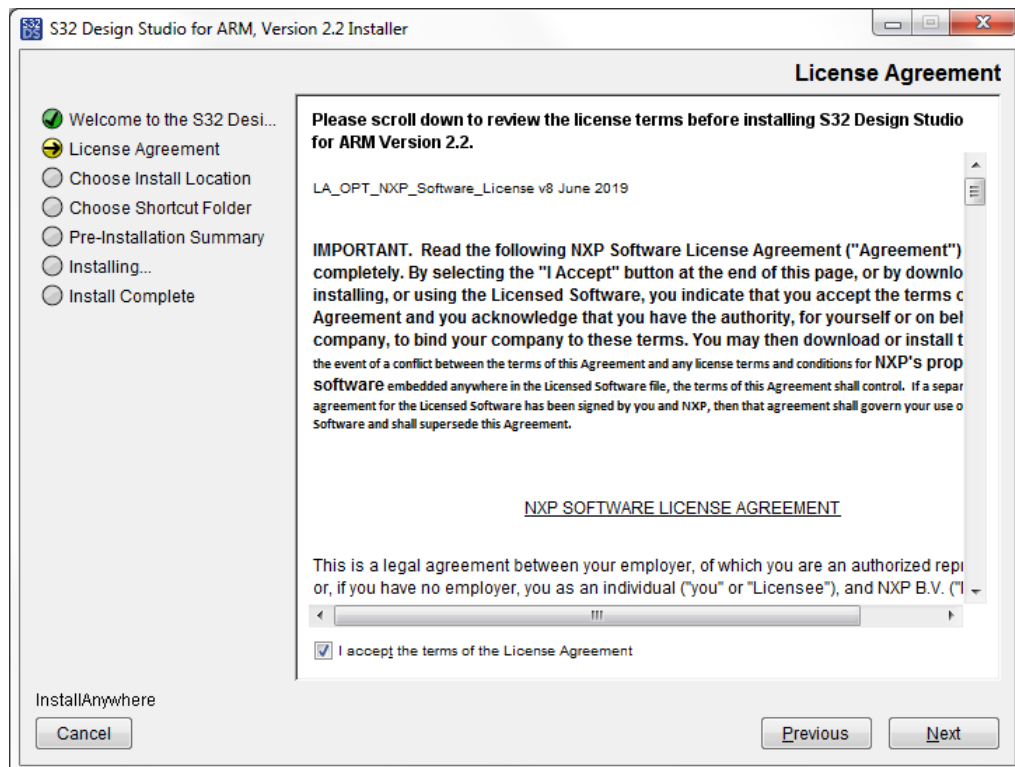 S32 DS
S32 Design Studio for ARM, Version 2.2 Installer
License Agreement
Welcome to the S32 Desi...
License Agreement
Choose Install Location
Choose Shortcut Folder
Pre-Installation Summary
Installing...
Install Complete
Please scroll down to review the license terms before installing S32 Design Studio
for ARM Version 2.2.
LA_OPT_NXP_Software_License v8 June 2019
IMPORTANT. Read the following NXP Software License Agreement ("Agreement")
completely. By selecting the "I Accept" button at the end of this page, or by downlo
installing, or using the Licensed Software, you indicate that you accept the terms o
Agreement and you acknowledge that you have the authority, for yourself or on bel
company, to bind your company to these terms. You may then download or install t
the event of a conflict between the terms of this Agreement and any license terms and conditions for NXP's prop
software embedded anywhere in the Licensed Software file, the terms of this Agreement shall control. If a separ
agreement for the Licensed Software has been signed by you and NXP, then that agreement shall govern your use o
Software and shall supersede this Agreement.
NXP SOFTWARE LICENSE AGREEMENT
This is a legal agreement between your employer, of which you are an authorized repr
or, if you have no employer, you as an individual ("you" or "Licensee"), and NXP B.V. ("
I accept the terms of the License Agreement
InstallAnywhere
Cancel
Previous
Next